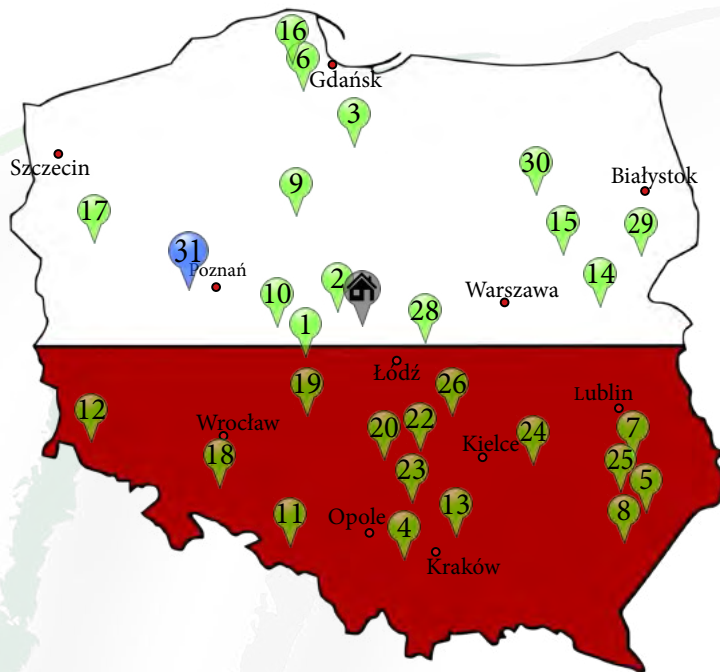 16
6
Gdańsk
3
Szczecin
30
Białystok
9
17
15
29
31
Poznań
14
2
10
Warszawa
28
1
Łódź
19
26
12
Lublin
Wrocław
22
20
7
24
18
Kielce
25
23
5
13
11
Opole
4
8
Kraków